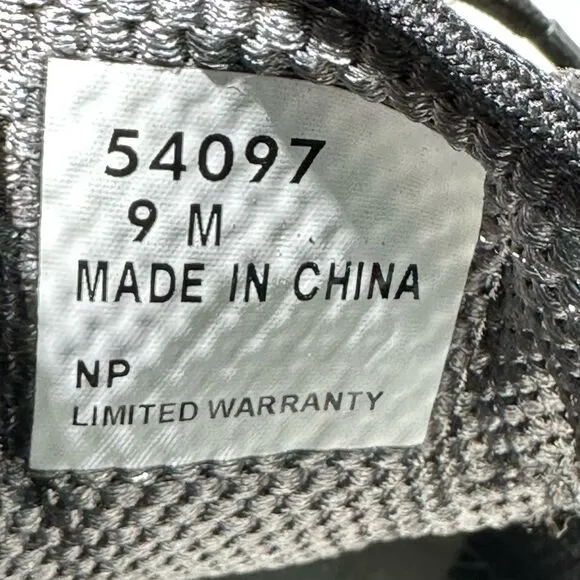 54097
9 M
MADE IN CHINA
NP
LIMITED WARRANTY